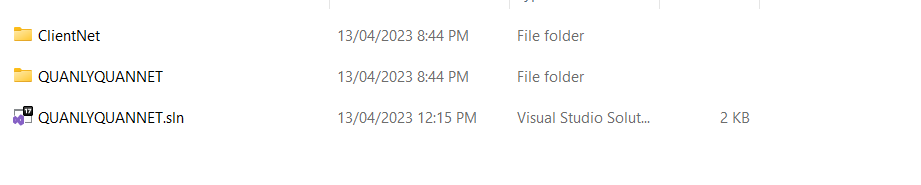 ClientNet 13/04/2023 8:44 PM File folder
QUANLYQUANNET 13/04/2023 8:44 PM File folder
17
QUANLYQUANNET.sln 13/04/2023 12:15 PM Visual Studio Solut... 2 KB